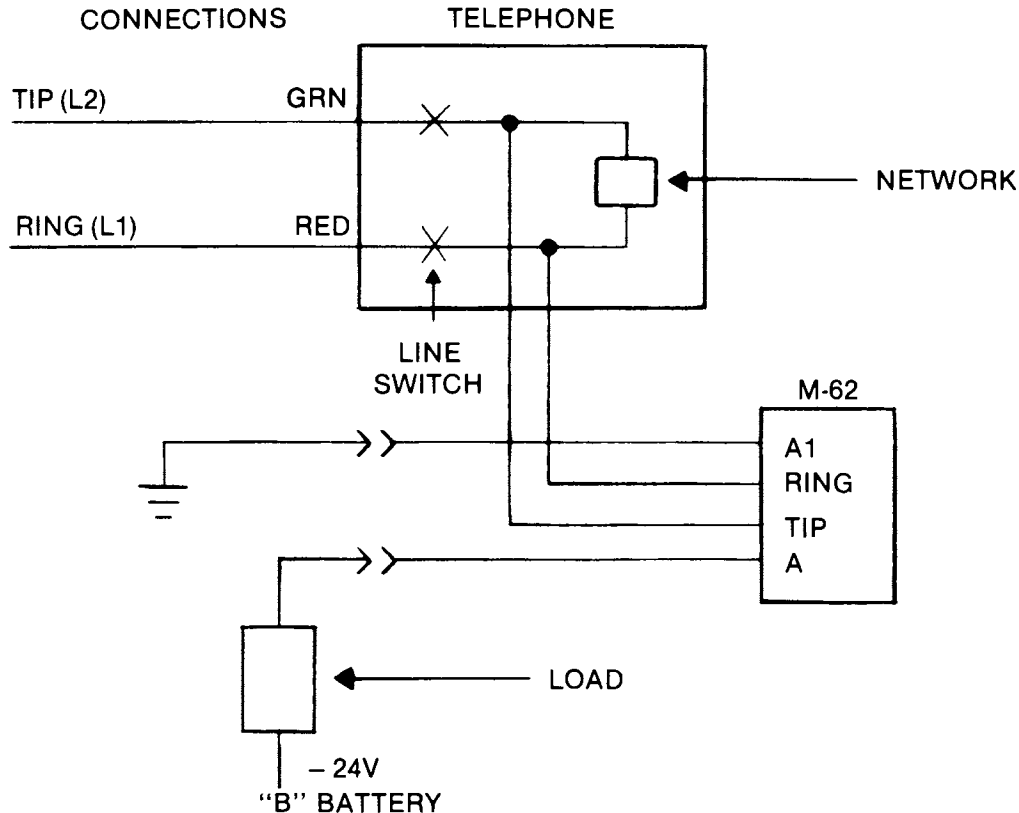 CONNECTIONS
TELEPHONE
TIP (L2)
GRN
NETWORK
RING (L1)
RED
LINE
SWITCH
M-62
A1
RING
TIP
A
LOAD
– 24V
“B” BATTERY